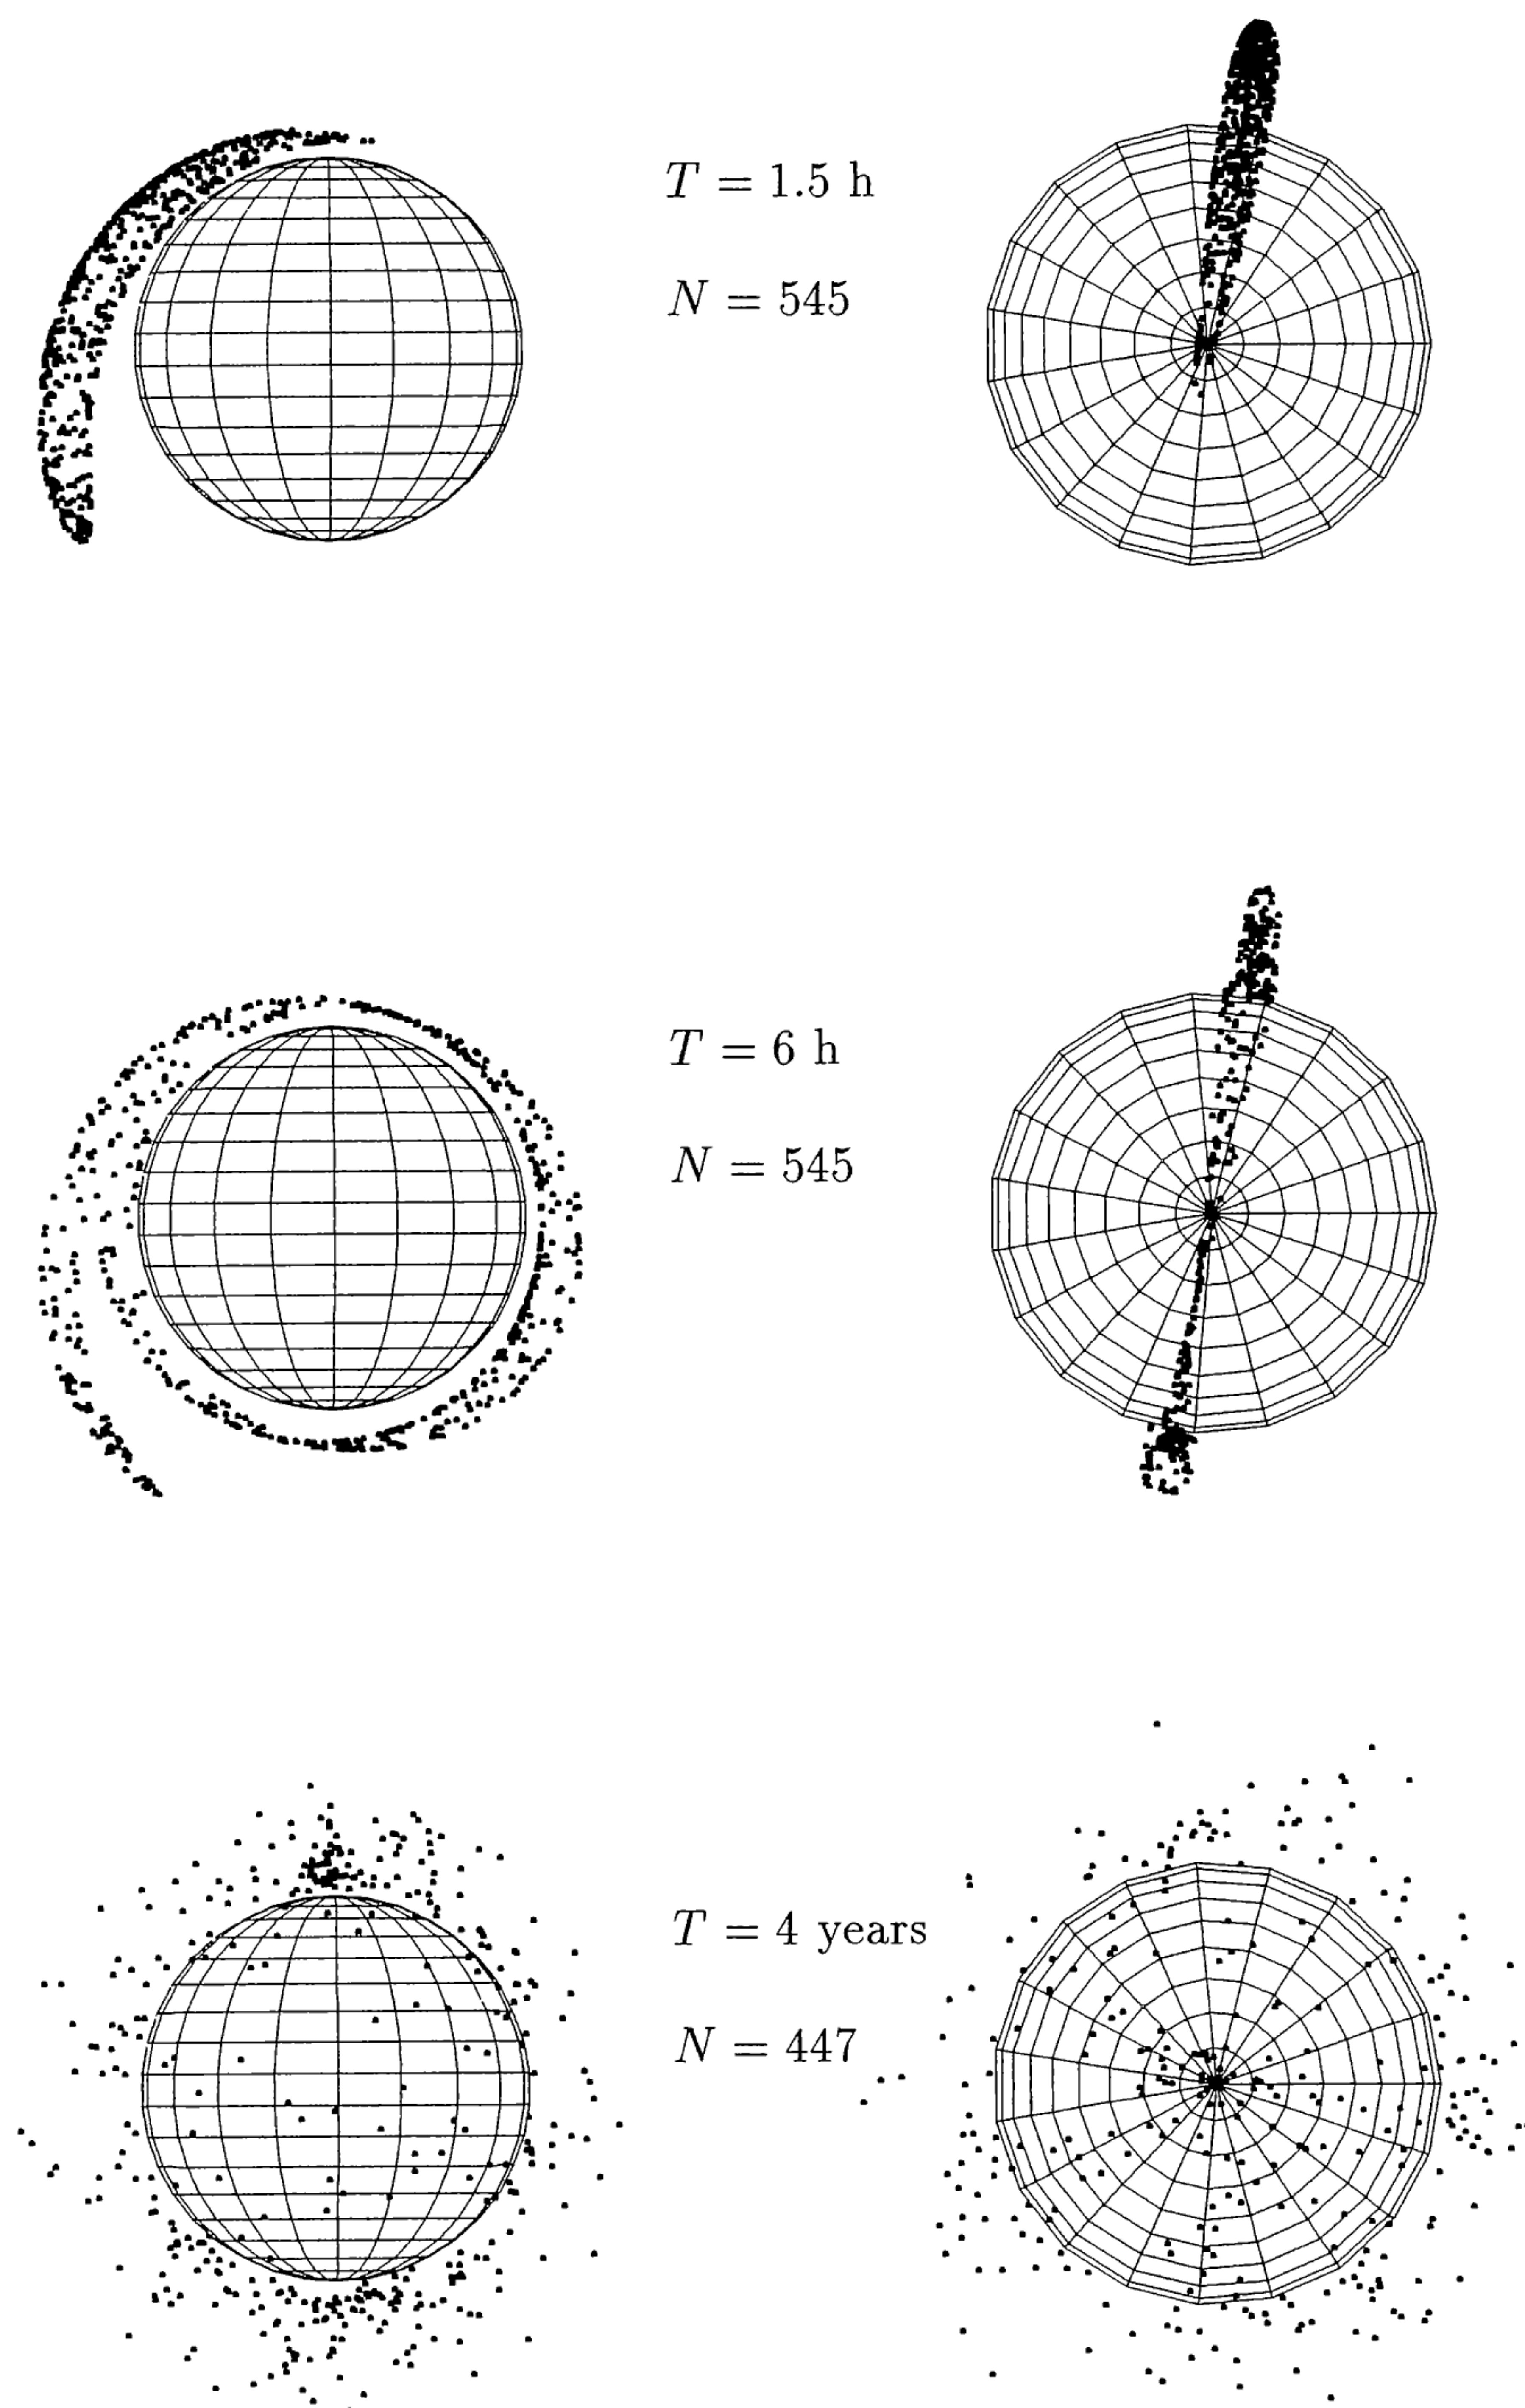 T = 1.5 h
N = 545
T = 6 h
N = 545
T = 4 years
N = 447